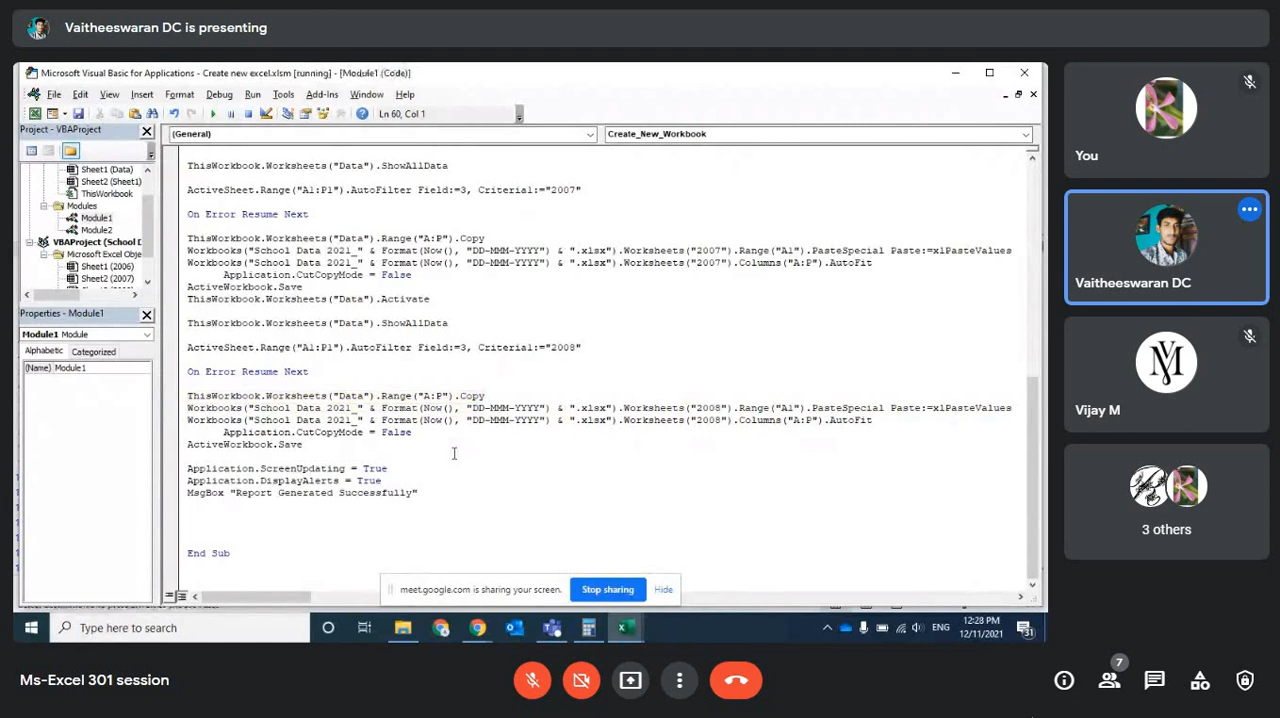 Vaitheeswaran DC is presenting
Microsoft Visual Basic for Applications - Create new excel.xlsm [running] - [Module1 (Code)]
File Edit View Insert Format Debug Run Tools Add-Ins Window Help
Ln 60, Col 1
Project - VBAProject
(General)
Create_New_Workbook
Sheet1 (Data)
Sheet2 (Sheet1)
ThisWorkbook
Modules
Module1
Module2
VBAProject (School D
Microsoft Excel Obje
Sheet1 (2006)
Sheet2 (2007)
Properties - Module1
Module1 Module
Alphabetic Categorized
(Name) Module1
ThisWorkbook.Worksheets("Data").ShowAllData
ActiveSheet.Range("A1:P1").AutoFilter Field:=3, Criteria1:="2007"
On Error Resume Next
ThisWorkbook.Worksheets("Data").Range("A:P").Copy
Workbooks("School Data 2021_" & Format(Now(), "DD-MMM-YYYY") & ".xlsx").Worksheets("2007").Range("A1").PasteSpecial Paste:=xlPasteValues
Workbooks("School Data 2021_" & Format(Now(), "DD-MMM-YYYY") & ".xlsx").Worksheets("2007").Columns("A:P").AutoFit
Application.CutCopyMode = False
ActiveWorkbook.Save
ThisWorkbook.Worksheets("Data").Activate
ThisWorkbook.Worksheets("Data").ShowAllData
ActiveSheet.Range("A1:P1").AutoFilter Field:=3, Criteria1:="2008"
On Error Resume Next
ThisWorkbook.Worksheets("Data").Range("A:P").Copy
Workbooks("School Data 2021_" & Format(Now(), "DD-MMM-YYYY") & ".xlsx").Worksheets("2008").Range("A1").PasteSpecial Paste:=xlPasteValues
Workbooks("School Data 2021_" & Format(Now(), "DD-MMM-YYYY") & ".xlsx").Worksheets("2008").Columns("A:P").AutoFit
Application.CutCopyMode = False
ActiveWorkbook.Save
Application.ScreenUpdating = True
Application.DisplayAlerts = True
MsgBox "Report Generated Successfully"
End Sub
meet.google.com is sharing your screen. Stop sharing Hide
Type here to search
ENG
12:28 PM
12/11/2021
31
You
Vaitheeswaran DC
VM
Vijay M
3 others
Ms-Excel 301 session
7